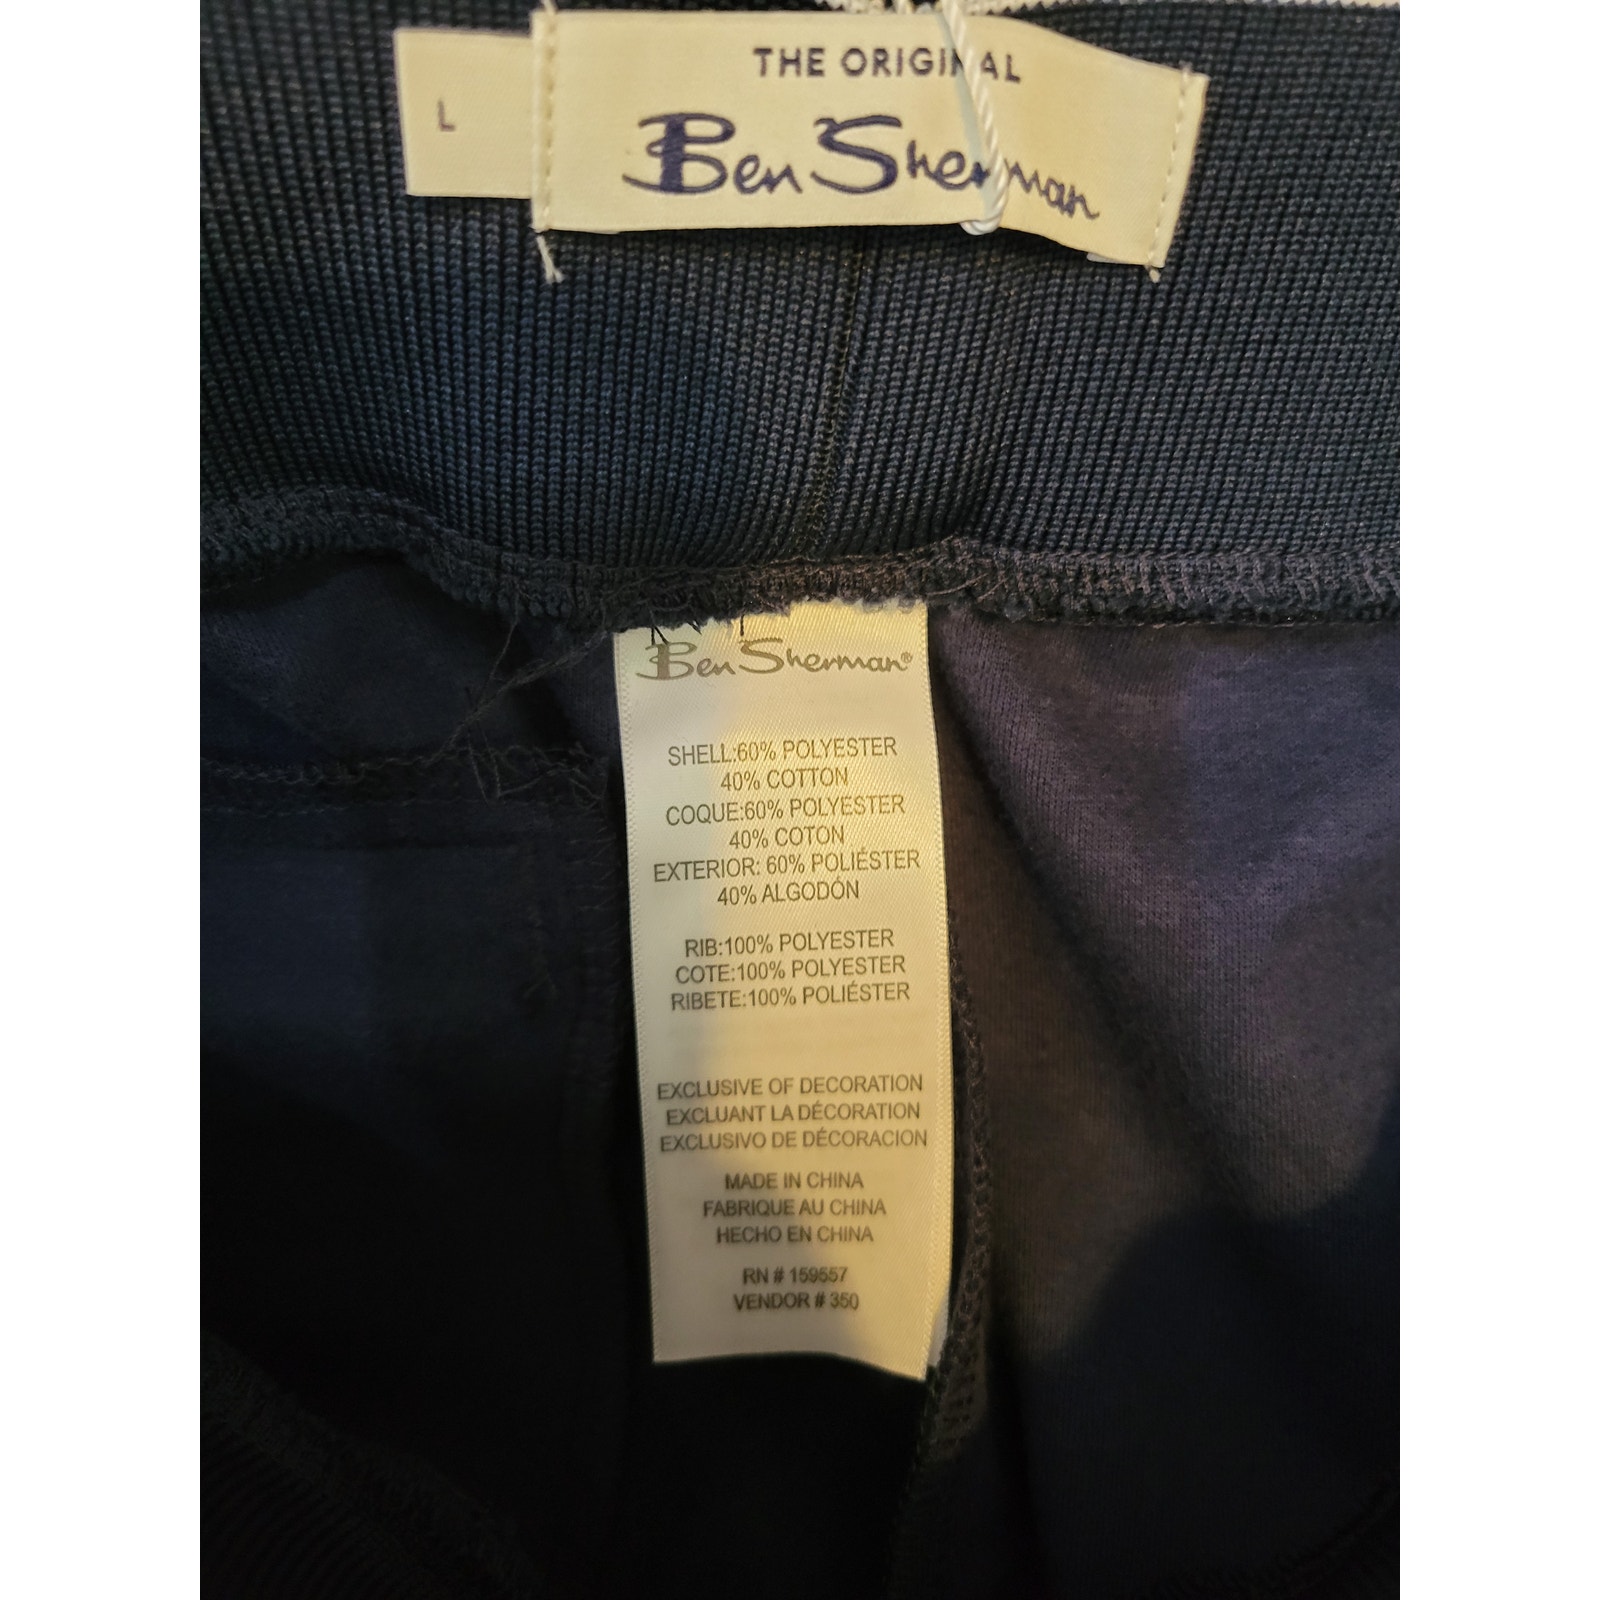 L
THE ORIGINAL
Ben Sherman
Ben Sherman®
SHELL:60% POLYESTER
40% COTTON
COQUE:60% POLYESTER
40% COTON
EXTERIOR: 60% POLIÉSTER
40% ALGODÓN
RIB:100% POLYESTER
COTE:100% POLYESTER
RIBETE:100% POLIÉSTER
EXCLUSIVE OF DECORATION
EXCLUANT LA DÉCORATION
EXCLUSIVO DE DÉCORACION
MADE IN CHINA
FABRIQUE AU CHINA
HECHO EN CHINA
RN # 159557
VENDOR # 350